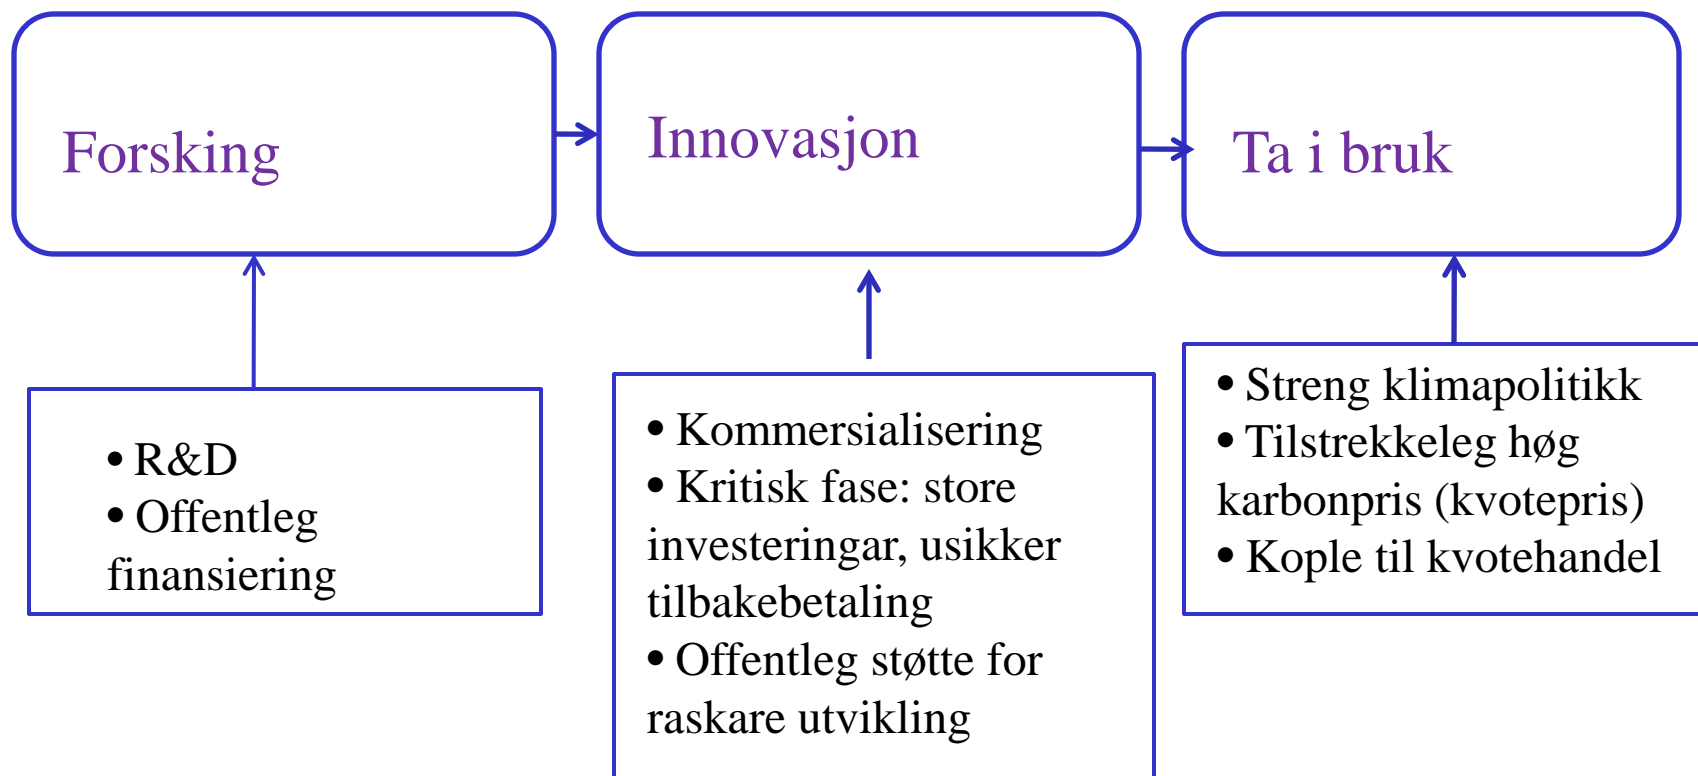 Forsking
Innovasjon
Ta i bruk
• R&D
• Offentleg
finansiering
• Kommersialisering
• Kritisk fase: store
investeringar, usikker
tilbakebetaling
• Offentleg støtte for
raskare utvikling
• Streng klimapolitikk
• Tilstrekkeleg høg
karbonpris (kvotepris)
• Kople til kvotehandel